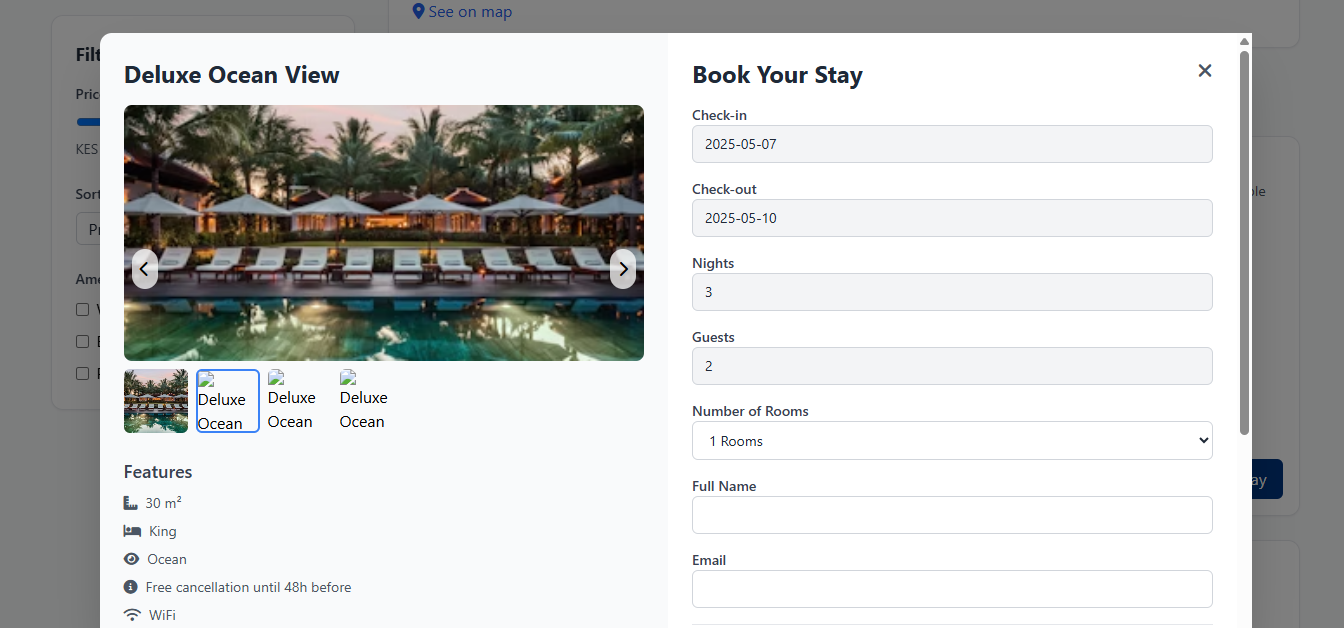 See on map
Filt
Pric
KES
Sort
Pr
Ame
Deluxe Ocean View
Deluxe
Ocean
Deluxe
Ocean
Deluxe
Ocean
Features
30 m²
King
Ocean
Free cancellation until 48h before
WiFi
Book Your Stay
Check-in
2025-05-07
Check-out
2025-05-10
Nights
3
Guests
2
Number of Rooms
1 Rooms
Full Name
Email
ble
ay